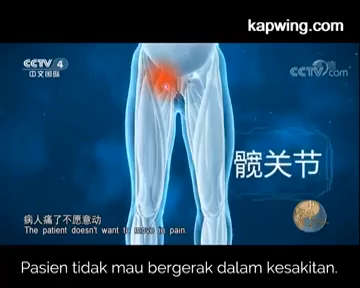 kapwing.com
CCTV 4
中文国际
CCTV.com
髋关节
病人痛了不愿意动
The patient doesn't want to move in pain.
Pasien tidak mau bergerak dalam kesakitan.